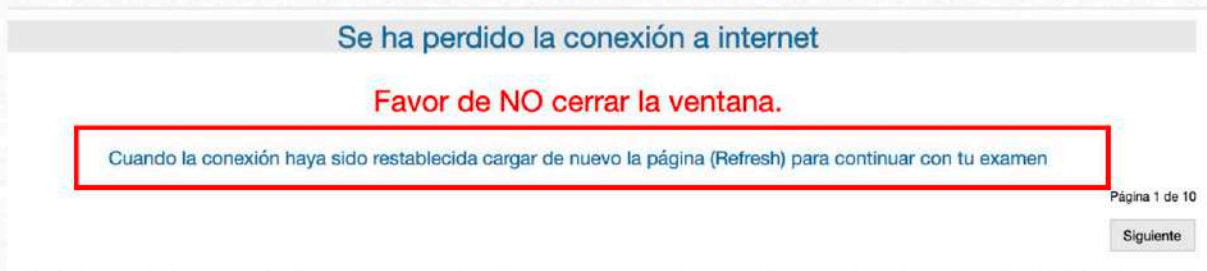 Se ha perdido la conexión a internet
Favor de NO cerrar la ventana.
Cuando la conexión haya sido restablecida cargar de nuevo la página (Refresh) para continuar con tu examen
Página 1 de 10
Siguiente